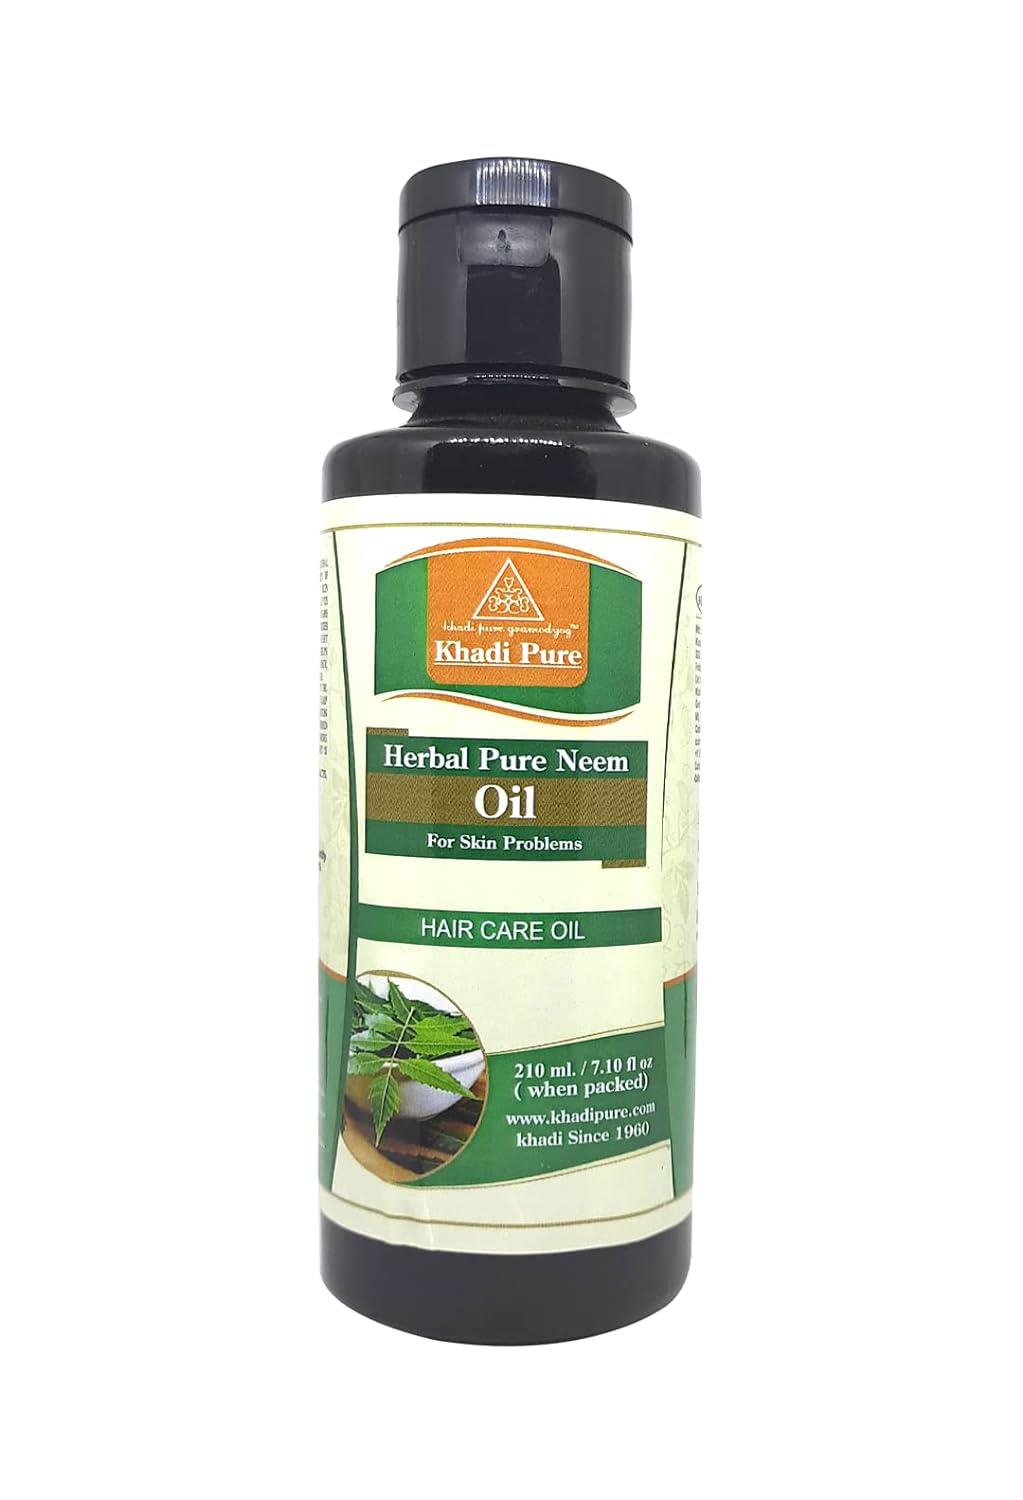 khadi pure gramodyog™
Khadi Pure
Herbal Pure Neem
Oil
For Skin Problems
HAIR CARE OIL
210 ml. / 7.10 fl oz
( when packed)
www.khadipure.com
khadi Since 1960